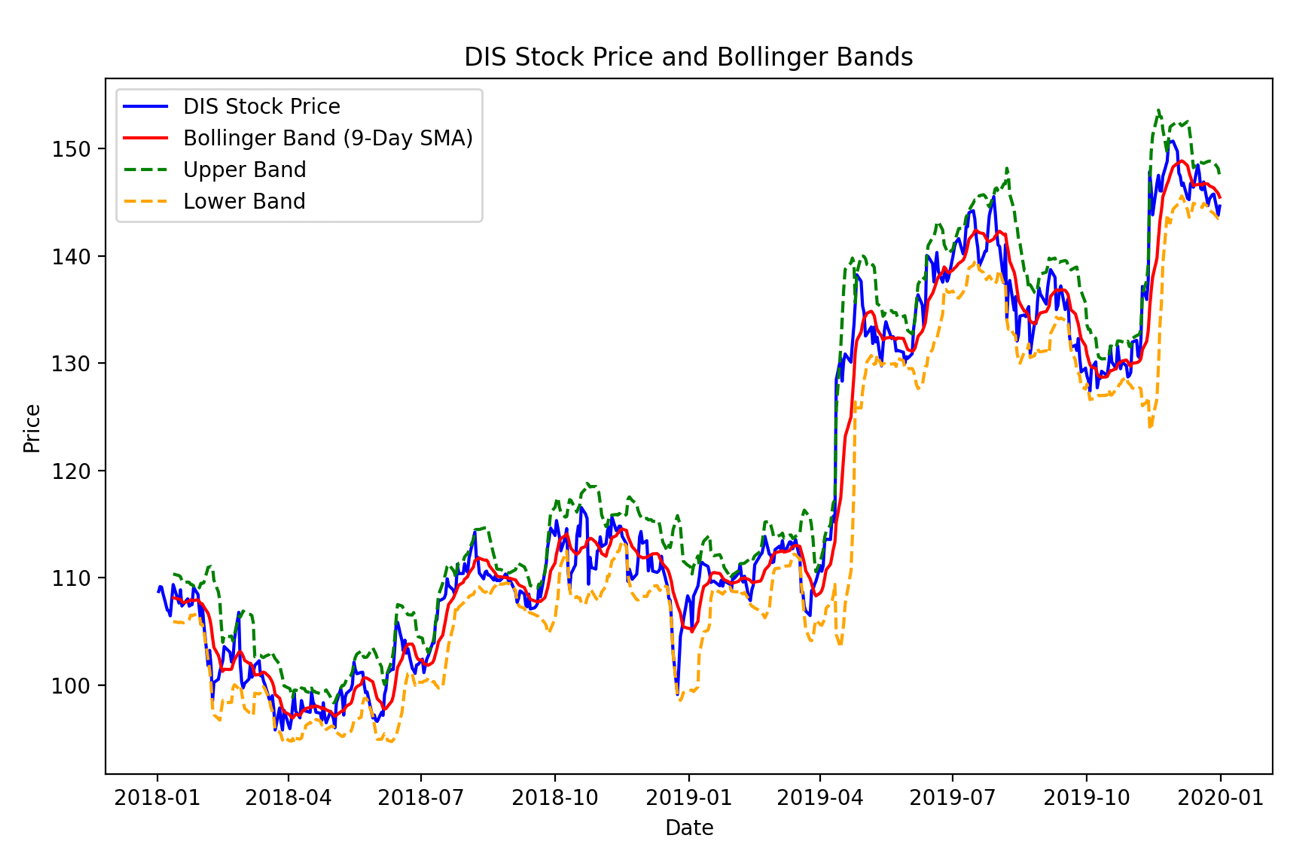 DIS Stock Price and Bollinger Bands
DIS Stock Price
Bollinger Band (9-Day SMA)
Upper Band
Lower Band
150
140
130
120
110
100
Price
2018-01 2018-04 2018-07 2018-10 2019-01 2019-04 2019-07 2019-10 2020-01
Date